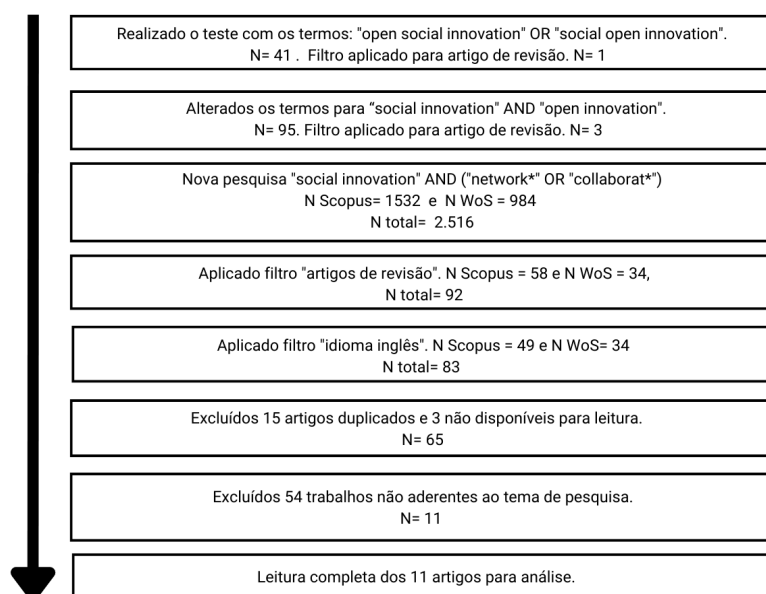 Realizado o teste com os termos: "open social innovation" OR "social open innovation".
N= 41 .  Filtro aplicado para artigo de revisão. N= 1
Alterados os termos para “social innovation" AND "open innovation".
N= 95. Filtro aplicado para artigo de revisão. N= 3
Nova pesquisa "social innovation" AND ("network*" OR "collaborat*")
N Scopus= 1532  e  N WoS = 984
N total=  2.516
Aplicado filtro "artigos de revisão". N Scopus = 58 e N WoS = 34,
N total= 92
Aplicado filtro "idioma inglês". N Scopus = 49 e N WoS= 34
N total= 83
Excluídos 15 artigos duplicados e 3 não disponíveis para leitura.
N= 65
Excluídos 54 trabalhos não aderentes ao tema de pesquisa.
N= 11
Leitura completa dos 11 artigos para análise.